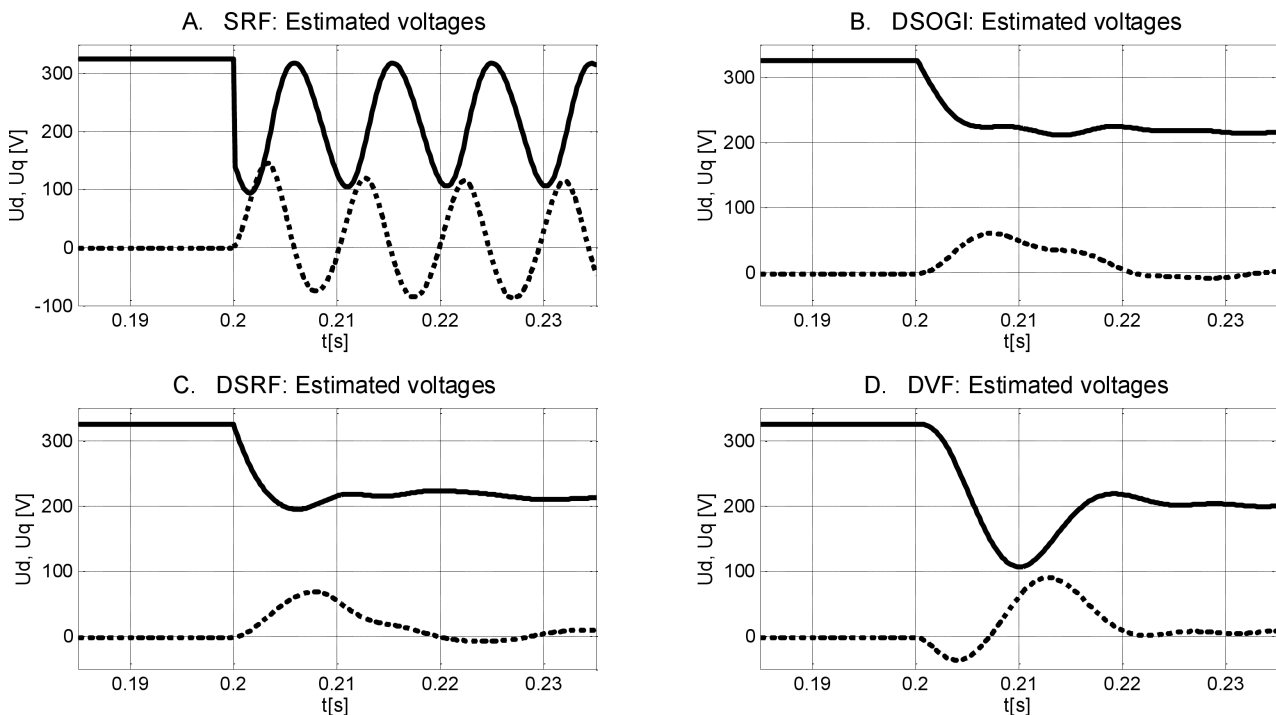 A. SRF: Estimated voltages
Ud, Uq [V]
300
200
100
0
-100
0.19 0.2 0.21 0.22 0.23
t[s]
B. DSOGI: Estimated voltages
Ud, Uq [V]
300
200
100
0
0.19 0.2 0.21 0.22 0.23
t[s]
C. DSRF: Estimated voltages
Ud, Uq [V]
300
200
100
0
0.19 0.2 0.21 0.22 0.23
t[s]
D. DVF: Estimated voltages
Ud, Uq [V]
300
200
100
0
0.19 0.2 0.21 0.22 0.23
t[s]